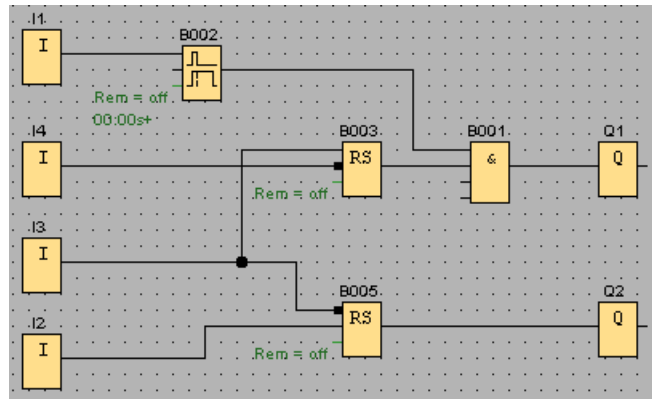 I1
I
B002
Rem = off
00:00s+
I4
I
B003
RS
Rem = off
B001
&
Q1
Q
I3
I
B005
RS
Rem = off
Q2
Q
I2
I